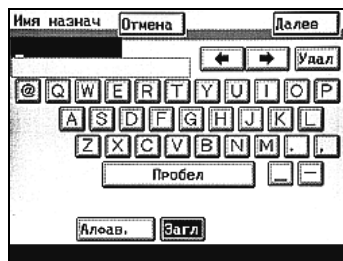 Имя назнач Отмена Далее
← → Удал
@ Q W E R T Y U I O P
A S D F G H J K L
Z X C V B N M . ,
Пробел _ —
Алфав. Загл